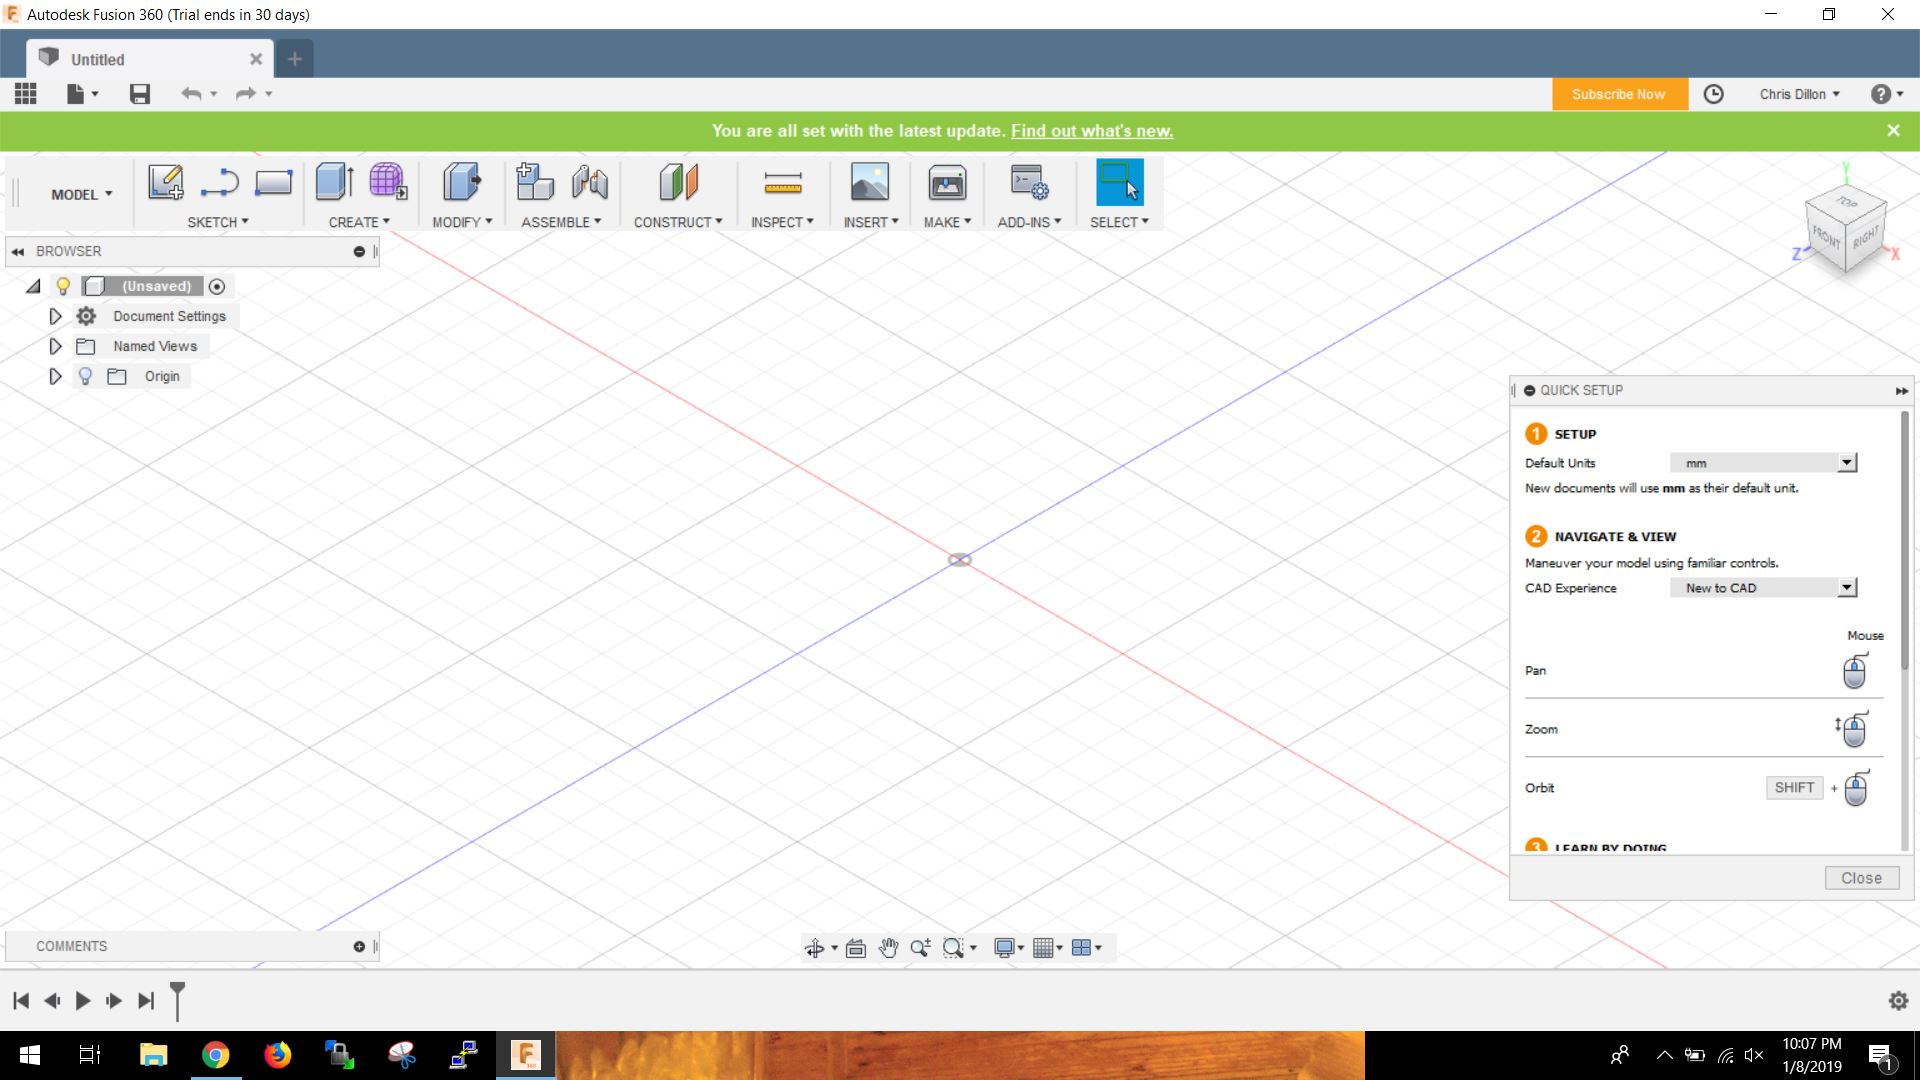 Autodesk Fusion 360 (Trial ends in 30 days)
Untitled
Subscribe Now
Chris Dillon
You are all set with the latest update. Find out what's new.
MODEL
SKETCH
CREATE
MODIFY
ASSEMBLE
CONSTRUCT
INSPECT
INSERT
MAKE
ADD-INS
SELECT
Y
TOP
FRONT
RIGHT
Z
X
BROWSER
(Unsaved)
Document Settings
Named Views
Origin
QUICK SETUP
1 SETUP
Default Units mm
New documents will use mm as their default unit.
2 NAVIGATE & VIEW
Maneuver your model using familiar controls.
CAD Experience New to CAD
Mouse
Pan
Zoom
Orbit SHIFT +
3 LEARN BY DOING
Close
COMMENTS
10:07 PM
1/8/2019
1